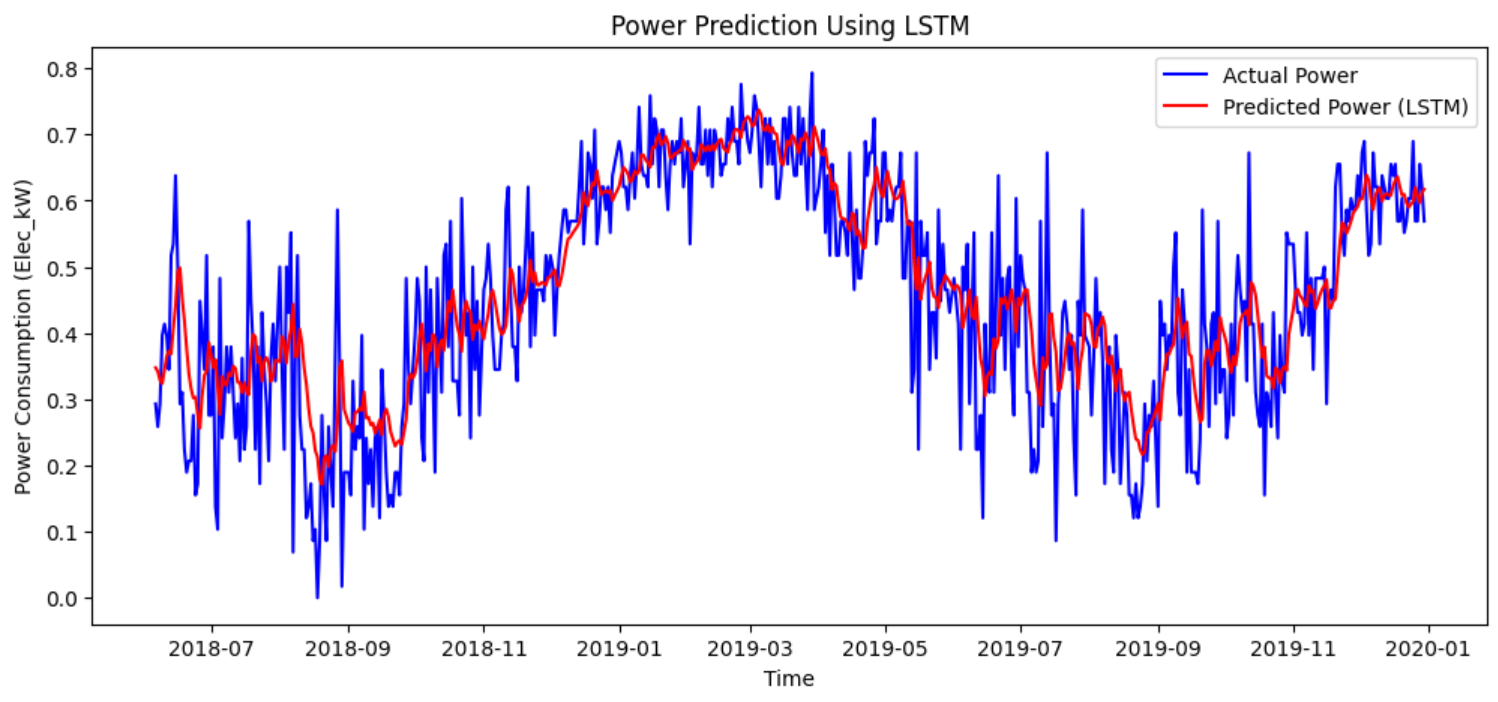 Power Prediction Using LSTM
Actual Power
Predicted Power (LSTM)
Power Consumption (Elec_kW)
0.8
0.7
0.6
0.5
0.4
0.3
0.2
0.1
0.0
2018-07 2018-09 2018-11 2019-01 2019-03 2019-05 2019-07 2019-09 2019-11 2020-01
Time